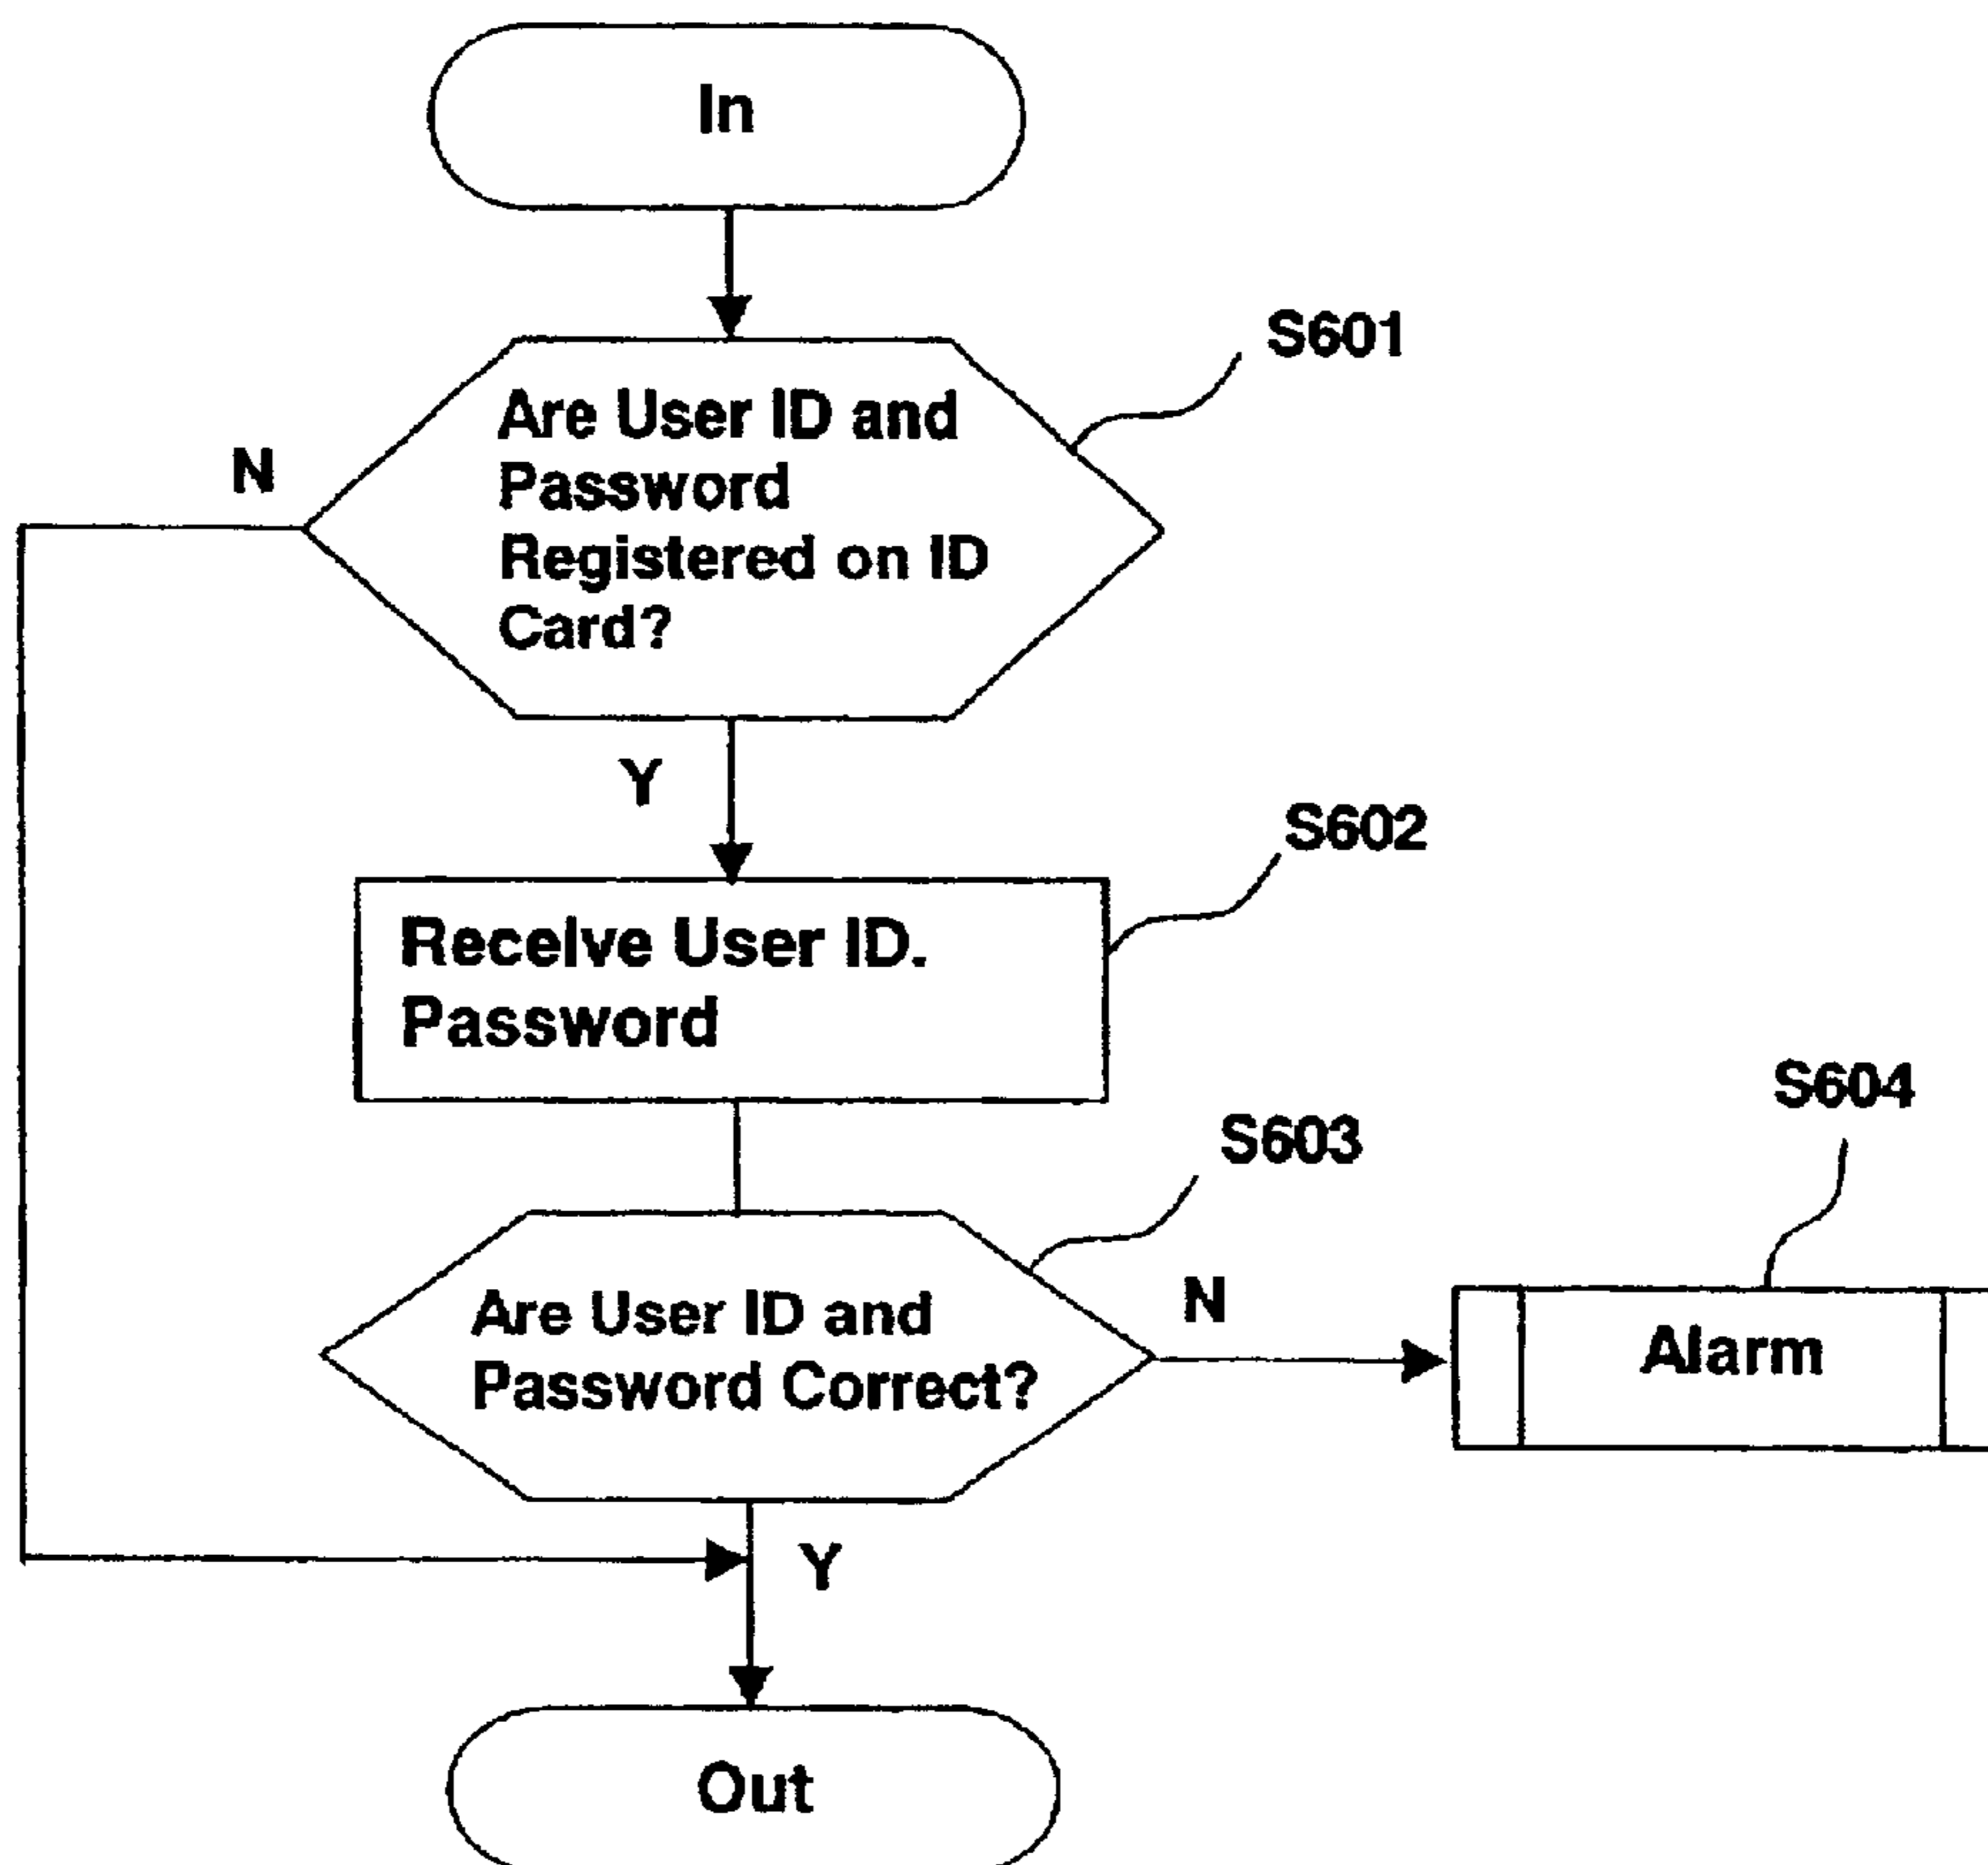 In
S601
Are User ID and
Password
Registered on ID
Card?
N
Y
S602
Receive User ID.
Password
S604
S603
Are User ID and
Password Correct?
N
Alarm
Y
Out